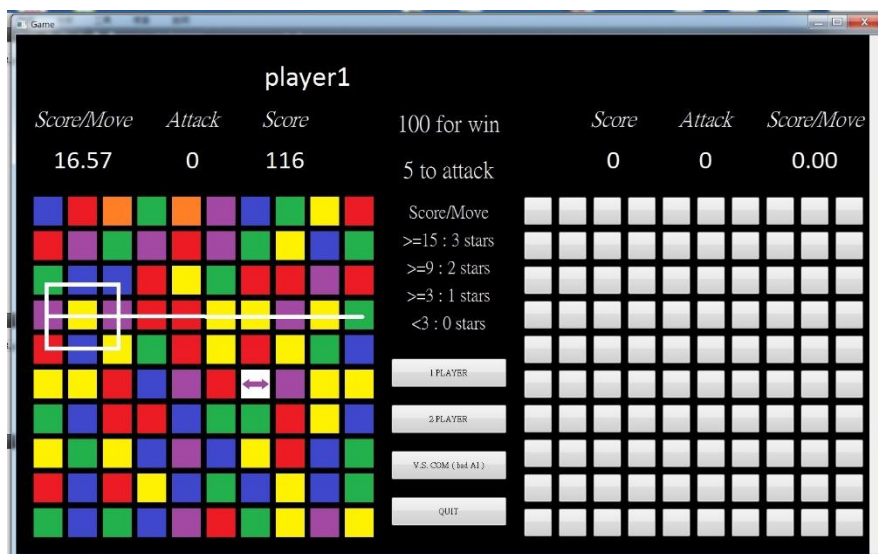 Game
player1
Score/Move Attack Score
16.57 0 116
100 for win
5 to attack
Score/Move
>=15 : 3 stars
>=9 : 2 stars
>=3 : 1 stars
<3 : 0 stars
1 PLAYER
2 PLAYER
V.S. COM ( bad AI )
QUIT
Score Attack Score/Move
0 0 0.00